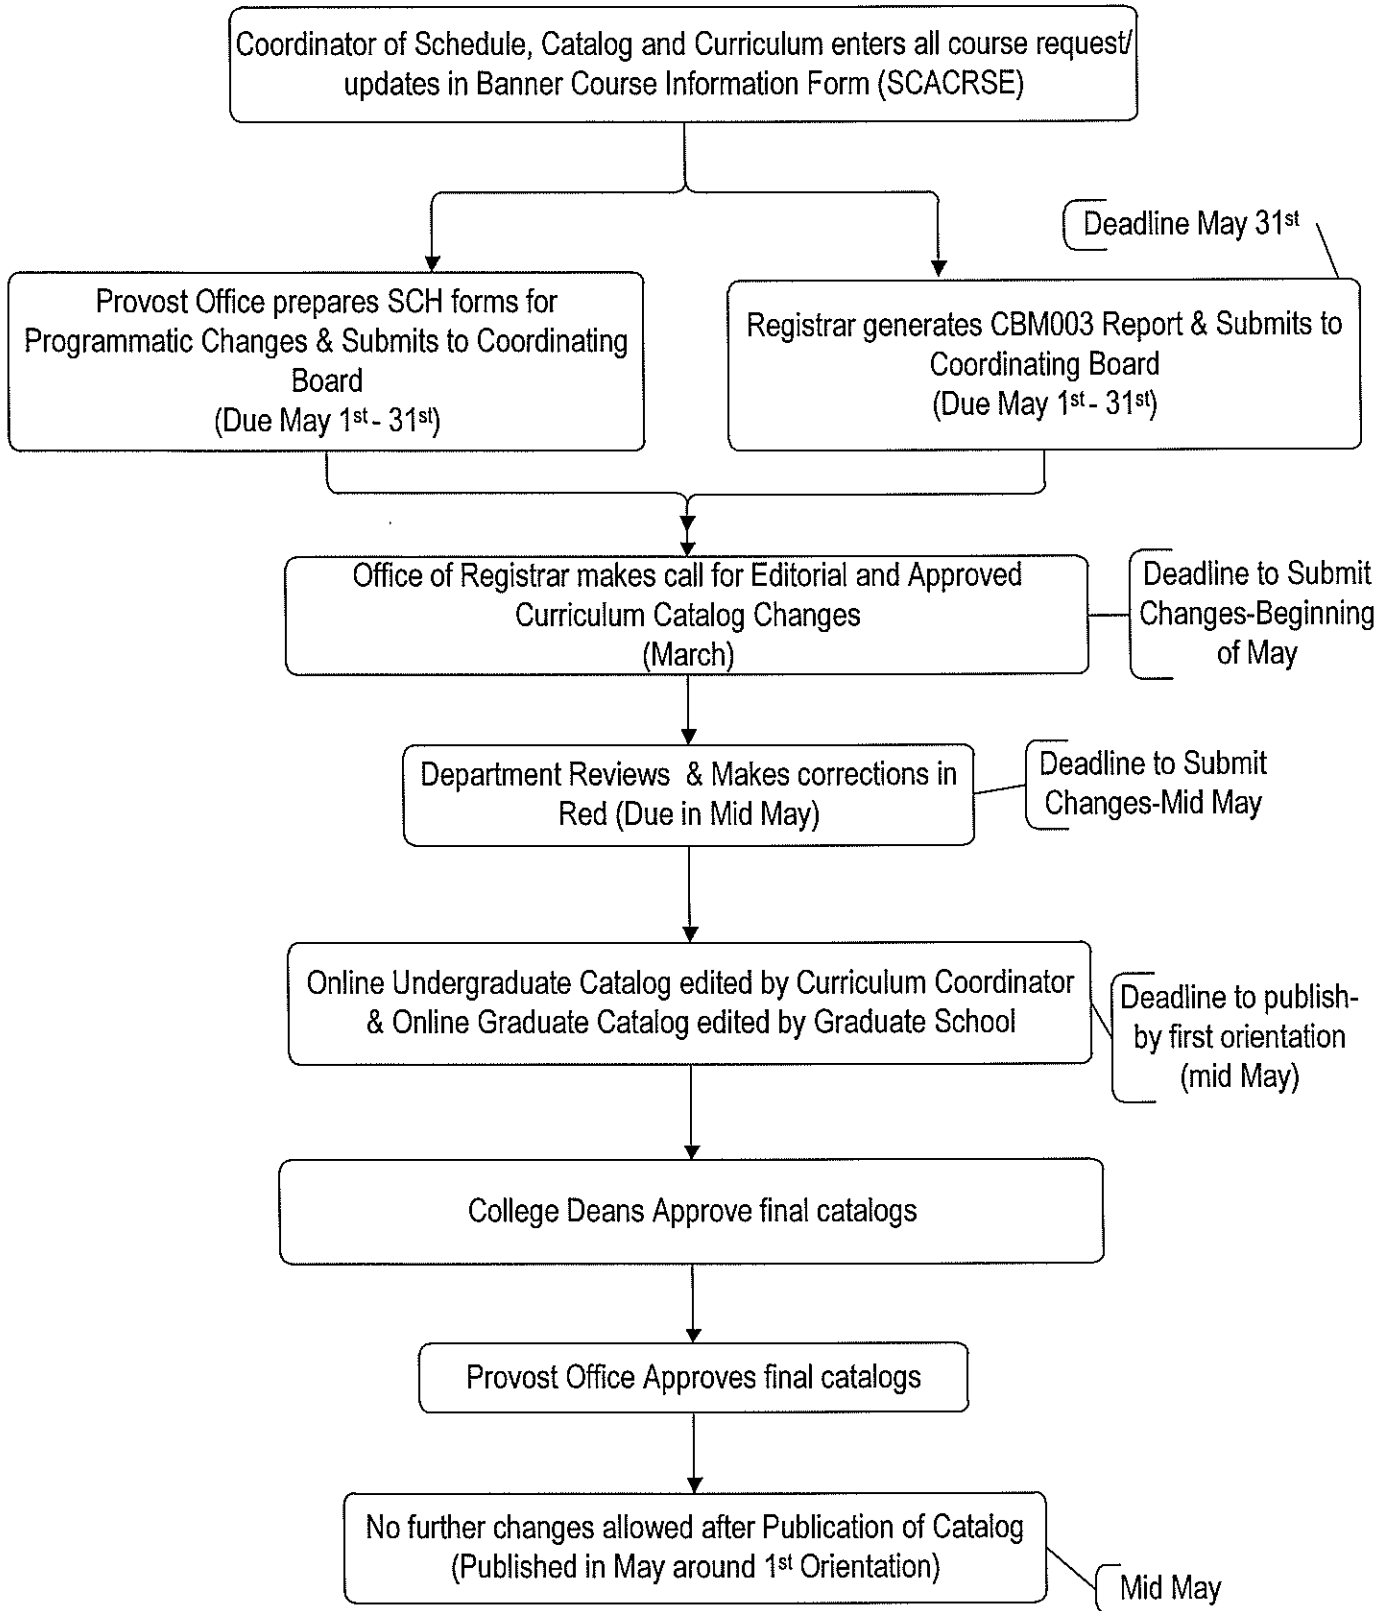 Coordinator of Schedule, Catalog and Curriculum enters all course request/
updates in Banner Course Information Form (SCACRSE)
Deadline May 31st
Provost Office prepares SCH forms for
Programmatic Changes & Submits to Coordinating
Board
(Due May 1st - 31st)
Registrar generates CBM003 Report & Submits to
Coordinating Board
(Due May 1st - 31st)
Office of Registrar makes call for Editorial and Approved
Curriculum Catalog Changes
(March)
Deadline to Submit
Changes-Beginning
of May
Department Reviews & Makes corrections in
Red (Due in Mid May)
Deadline to Submit
Changes-Mid May
Online Undergraduate Catalog edited by Curriculum Coordinator
& Online Graduate Catalog edited by Graduate School
Deadline to publish-
by first orientation
(mid May)
College Deans Approve final catalogs
Provost Office Approves final catalogs
No further changes allowed after Publication of Catalog
(Published in May around 1st Orientation)
Mid May